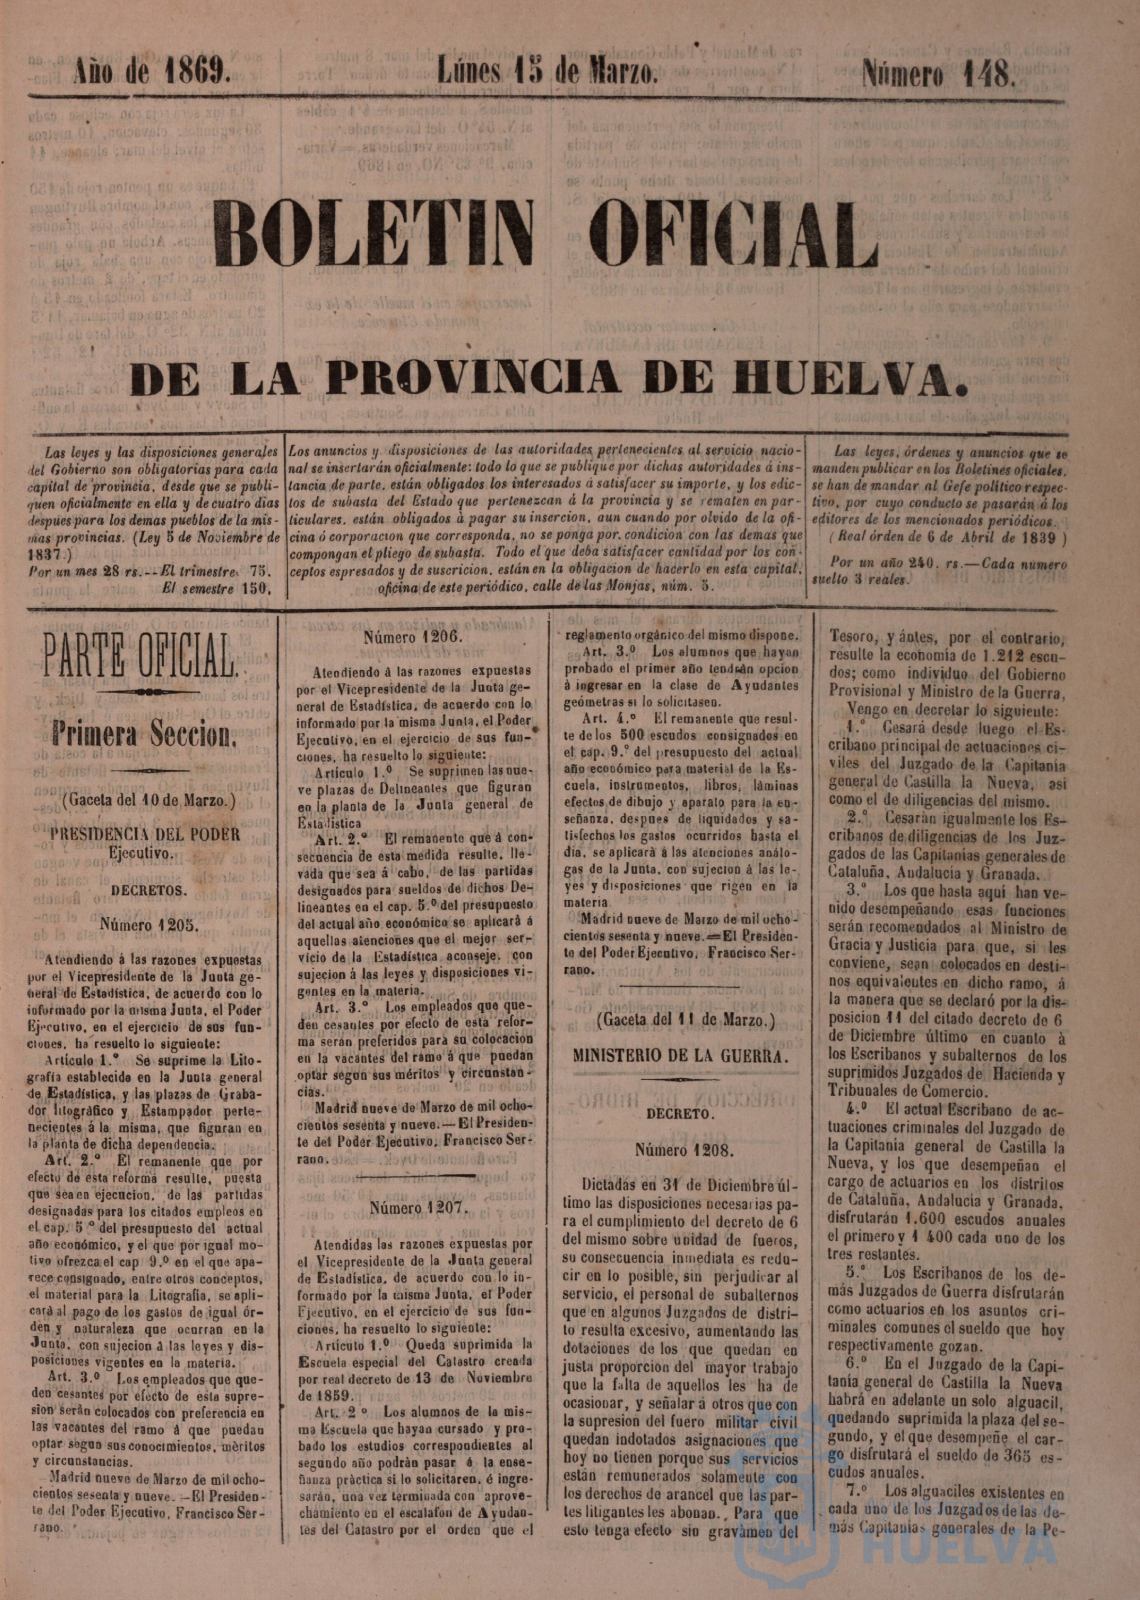 Año de 1869.
Lúnes 15 de Marzo.
Número 148.
BOLETIN OFICIAL
DE LA PROVINCIA DE HUELVA.
Las leyes y las disposiciones generales
del Gobierno son obligatorias para cada
capital de provincia, desde que se publi-
quen oficialmente en ella y de cuatro dias
despues para los demas pueblos de la mis-
mas provincias. (Ley 5 de Noviembre de
1837.)
Por un mes 28 rs.--El trimestre 75.
El semestre 150,
Los anuncios y disposiciones de las autoridades pertenecientes al servicio nacio-
nal se insertarán oficialmente: todo lo que se publique por dichas autoridades á ins-
tancia de parte, están obligados los interesados á satisfacer su importe, y los edic-
tos de subasta del Estado que pertenezcan á la provincia y se rematen en par-
ticulares, están obligados á pagar su insercion, aun cuando por olvido de la ofi-
cina ó corporacion que corresponda, no se ponga por condicion con las demas que
compongan el pliego de subasta. Todo el que deba satisfacer cantidad por los con-
ceptos espresados y de suscricion, están en la obligacion de hacerlo en esta capital,
oficina de este periódico, calle de las Monjas, núm. 5.
Las leyes, órdenes y anuncios que se
manden publicar en los Boletines oficiales,
se han de mandar al Gefe político respec-
tivo, por cuyo conducto se pasarán á los
editores de los mencionados periódicos.
( Real órden de 6 de Abril de 1839 )
Por un año 240. rs.—Cada número
suelto 3 reales.
PARTE OFICIAL.
Primera Seccion.
(Gaceta del 10 de Marzo.)
PRESIDENCIA DEL PODER
Ejecutivo.
DECRETOS.
Número 1205.
Atendiendo á las razones expuestas
por el Vicepresidente de la Junta ge-
neral de Estadística, de acuerdo con lo
informado por la misma Junta, el Poder
Ejecutivo, en el ejercicio de sus fun-
ciones, ha resuelto lo siguiente:
Artículo 1.º Se suprime la Lito-
grafía establecida en la Junta general
de Estadística, y las plazas de Graba-
dor litográfico y Estampador perte-
necientes á la misma, que figuran en
la planta de dicha dependencia.
Art. 2.º El remanente que por
efecto de esta reforma resulte, puesta
que sea en ejecucion, de las partidas
designadas para los citados empleos en
el cap. 5 º del presupuesto del actual
año económico, y el que por igual mo-
tivo ofrezca el cap 9.º en el que apa-
rece consignado, entre otros conceptos,
el material para la Litografía, se apli-
cará al pago de los gastos de igual ór-
den y naturaleza que ocurran en la
Junta, con sujecion á las leyes y dis-
posiciones vigentes en la materia.
Art. 3.º Los empleados que que-
den cesantes por efecto de esta supre-
sion serán colocados con preferencia en
las vacantes del ramo á que puedan
optar segun sus conocimientos, méritos
y circunstancias.
Madrid nueve de Marzo de mil ocho-
cientos sesenta y nueve.—El Presiden-
te del Poder Ejecutivo, Francisco Ser-
rano.
Número 1206.
Atendiendo á las razones expuestas
por el Vicepresidente de la Junta ge-
neral de Estadística, de acuerdo con lo
informado por la misma Junta, el Poder
Ejecutivo, en el ejercicio de sus fun-
ciones, ha resuelto lo siguiente:
Artículo 1.º Se suprimen las nue-
ve plazas de Delineantes que figuran
en la planta de la Junta general de
Estadística
Art. 2.º El remanente que á con-
secuencia de esta medida resulte, lle-
vada que sea á cabo, de las partidas
designados para sueldos de dichos De-
lineantes en el cap. 5.º del presupuesto
del actual año económico se aplicará á
aquellas atenciones que el mejor ser-
vicio de la Estadística aconseje, con
sujecion á las leyes y disposiciones vi-
gentes en la materia.
Art. 3.º Los empleados que que-
den cesantes por efecto de esta refor-
ma serán preferidos para su colocacion
en la vacantes del ramo á que puedan
optar segun sus méritos y circunstan-
cias.
Madrid nueve de Marzo de mil ocho-
cientos sesenta y nueve.—El Presiden-
te del Poder Ejecutivo, Francisco Ser-
rano.
Número 1207.
Atendidas las razones expuestas por
el Vicepresidente de la Junta general
de Estadística, de acuerdo con lo in-
formado por la misma Junta, el Poder
Ejecutivo, en el ejercicio de sus fun-
ciones, ha resuelto lo siguiente:
Artículo 1.º Queda suprimida la
Escuela especial del Catastro creada
por real decreto de 13 de Noviembre
de 1859.
Art. 2 º Los alumnos de la mis-
ma Escuela que hayan cursado y pro-
bado los estudios correspondientes al
segundo año podrán pasar á la ense-
ñanza práctica si lo solicitaren, é ingre-
sarán, una vez terminada con aprove-
chamiento en el escalafon de Ayudan-
tes del Catastro por el orden que el
reglamento orgánico del mismo dispone.
Art. 3.º Los alumnos que hayan
probado el primer año tendrán opcion
á ingresar en la clase de Ayudantes
geómetras si lo solicitasen.
Art. 4.º El remanente que resul-
te de los 500 escudos consignados en
el cap. 9.º del presupuesto del actual
año económico para material de la Es-
cuela, instrumentos, libros, láminas
efectos de dibujo y aparato para la en-
señanza, despues de liquidados y sa-
tisfechos los gastos ocurridos hasta el
dia, se aplicará á las atenciones análo-
gas de la Junta, con sujecion á las le-
yes y disposiciones que rigen en la
materia
Madrid nueve de Marzo de mil ocho-
cientos sesenta y nueve.=El Presiden-
te del Poder Ejecutivo, Francisco Ser-
rano.
(Gaceta del 11 de Marzo.)
MINISTERIO DE LA GUERRA.
DECRETO.
Número 1208.
Dictadas en 31 de Diciembre úl-
timo las disposiciones necesarias pa-
ra el cumplimiento del decreto de 6
del mismo sobre unidad de fueros,
su consecuencia inmediata es redu-
cir en lo posible, sin perjudicar al
servicio, el personal de subalternos
que en algunos Juzgados de distri-
to resulta excesivo, aumentando las
dotaciones de los que quedan en
justa proporcion del mayor trabajo
que la falta de aquellos les ha de
ocasionar, y señalar á otros que con
la supresion del fuero militar civil
quedan indotados asignaciones que
hoy no tienen porque sus servicios
están remunerados solamente con
los derechos de arancel que las par-
tes litigantes les abonan. Para que
esto tenga efecto sin gravámen del
Tesoro, y ántes, por el contrario,
resulte la economía de 1.212 escu-
dos; como individuo del Gobierno
Provisional y Ministro de la Guerra,
Vengo en decretar lo siguiente:
1.º Cesará desde luego el Es-
cribano principal de actuaciones ci-
viles del Juzgado de la Capitanía
general de Castilla la Nueva, así
como el de diligencias del mismo.
2.º Cesarán igualmente los Es-
cribanos de diligencias de los Juz-
gados de las Capitanías generales de
Cataluña, Andalucía y Granada.
3.º Los que hasta aquí han ve-
nido desempeñando esas funciones
serán recomendados al Ministro de
Gracia y Justicia para que, si les
conviene, sean colocados en desti-
nos equivalentes en dicho ramo, á
la manera que se declaró por la dis-
posicion 11 del citado decreto de 6
de Diciembre último en cuanto á
los Escribanos y subalternos de los
suprimidos Juzgados de Hacienda y
Tribunales de Comercio.
4.º El actual Escribano de ac-
tuaciones criminales del Juzgado de
la Capitanía general de Castilla la
Nueva, y los que desempeñan el
cargo de actuarios en los distritos
de Cataluña, Andalucía y Granada,
disfrutarán 1.600 escudos anuales
el primero y 1 400 cada uno de los
tres restantes.
5.º Los Escribanos de los de-
más Juzgados de Guerra disfrutarán
como actuarios en los asuntos cri-
minales comunes el sueldo que hoy
respectivamente gozan.
6.º En el Juzgado de la Capi-
tanía general de Castilla la Nueva
habrá en adelante un solo alguacil,
quedando suprimida la plaza del se-
gundo, y el que desempeñe el car-
go disfrutará el sueldo de 365 es-
cudos anuales.
7.º Los alguaciles existentes en
cada uno de los Juzgados de las de-
más Capitanías generales de la Pe-
HUELVA